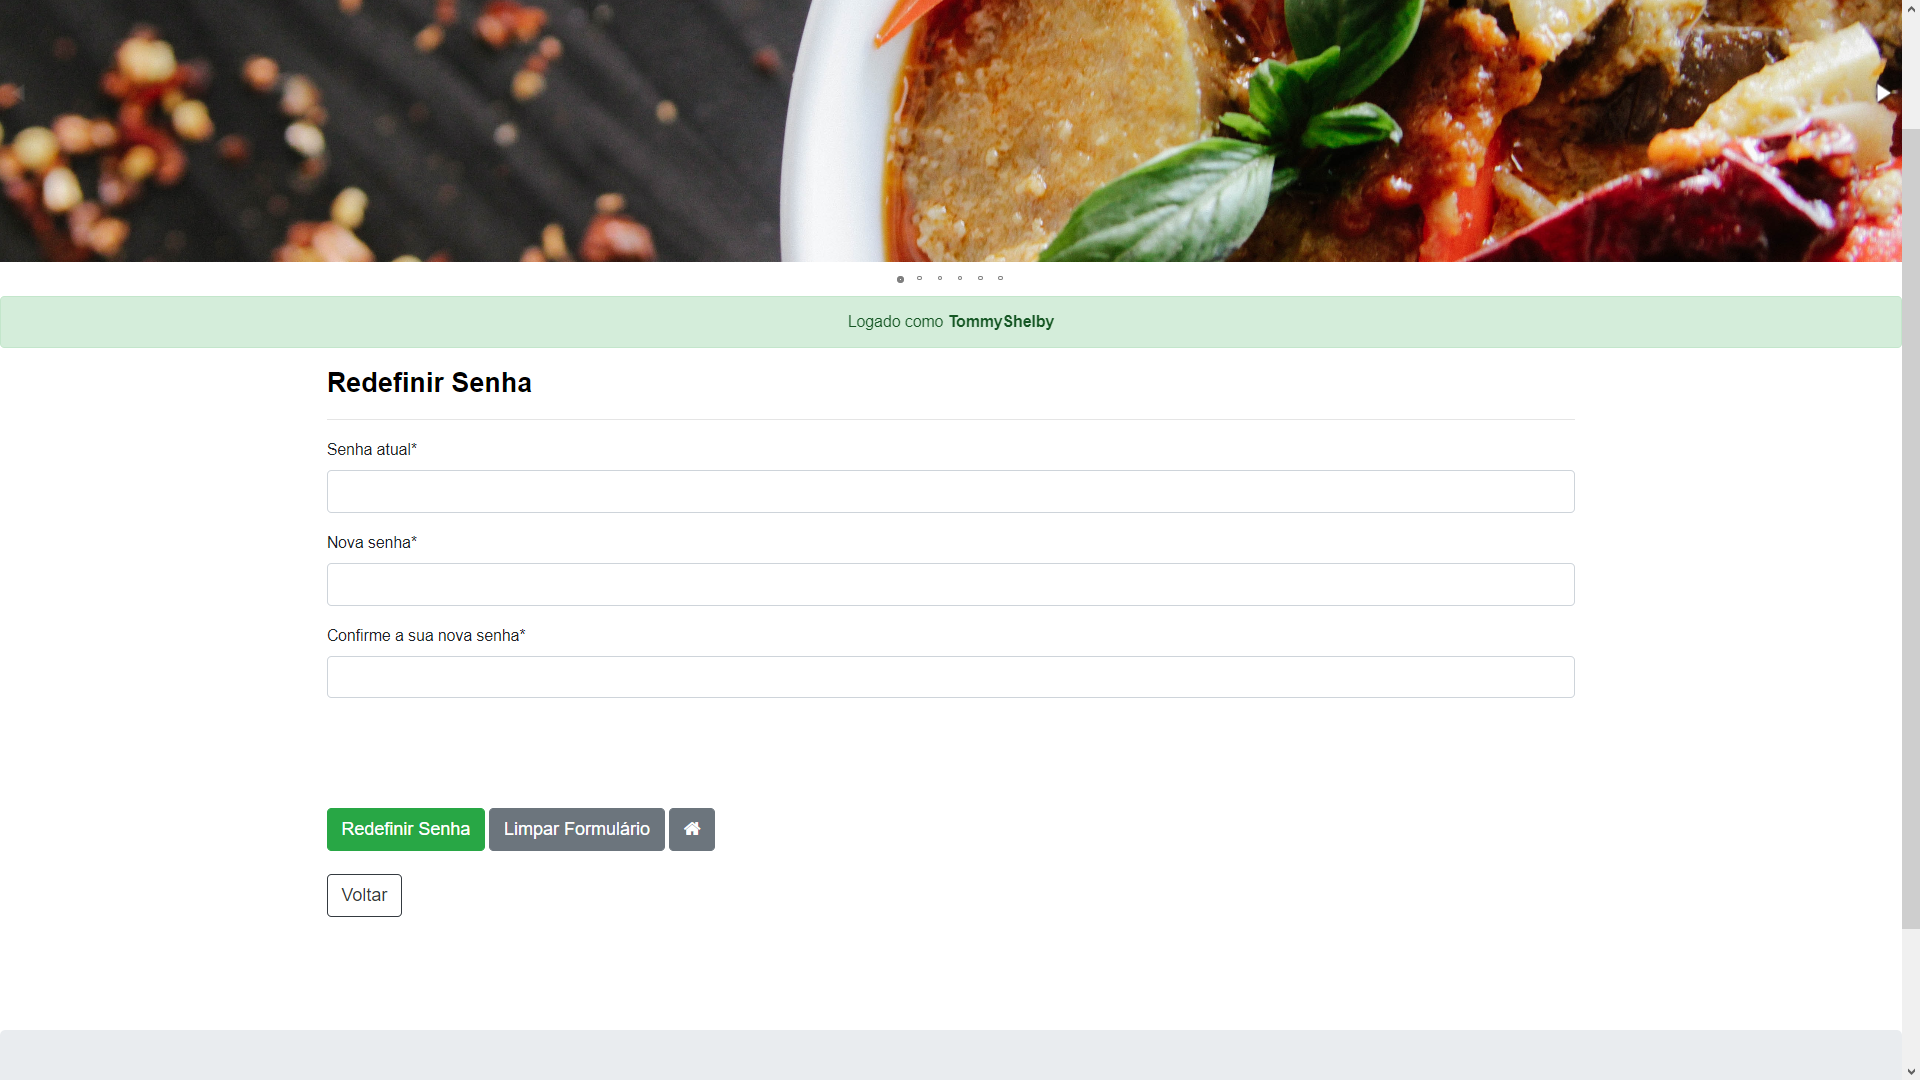 Logado como TommyShelby
Redefinir Senha
Senha atual*
Nova senha*
Confirme a sua nova senha*
Redefinir Senha Limpar Formulário
Voltar